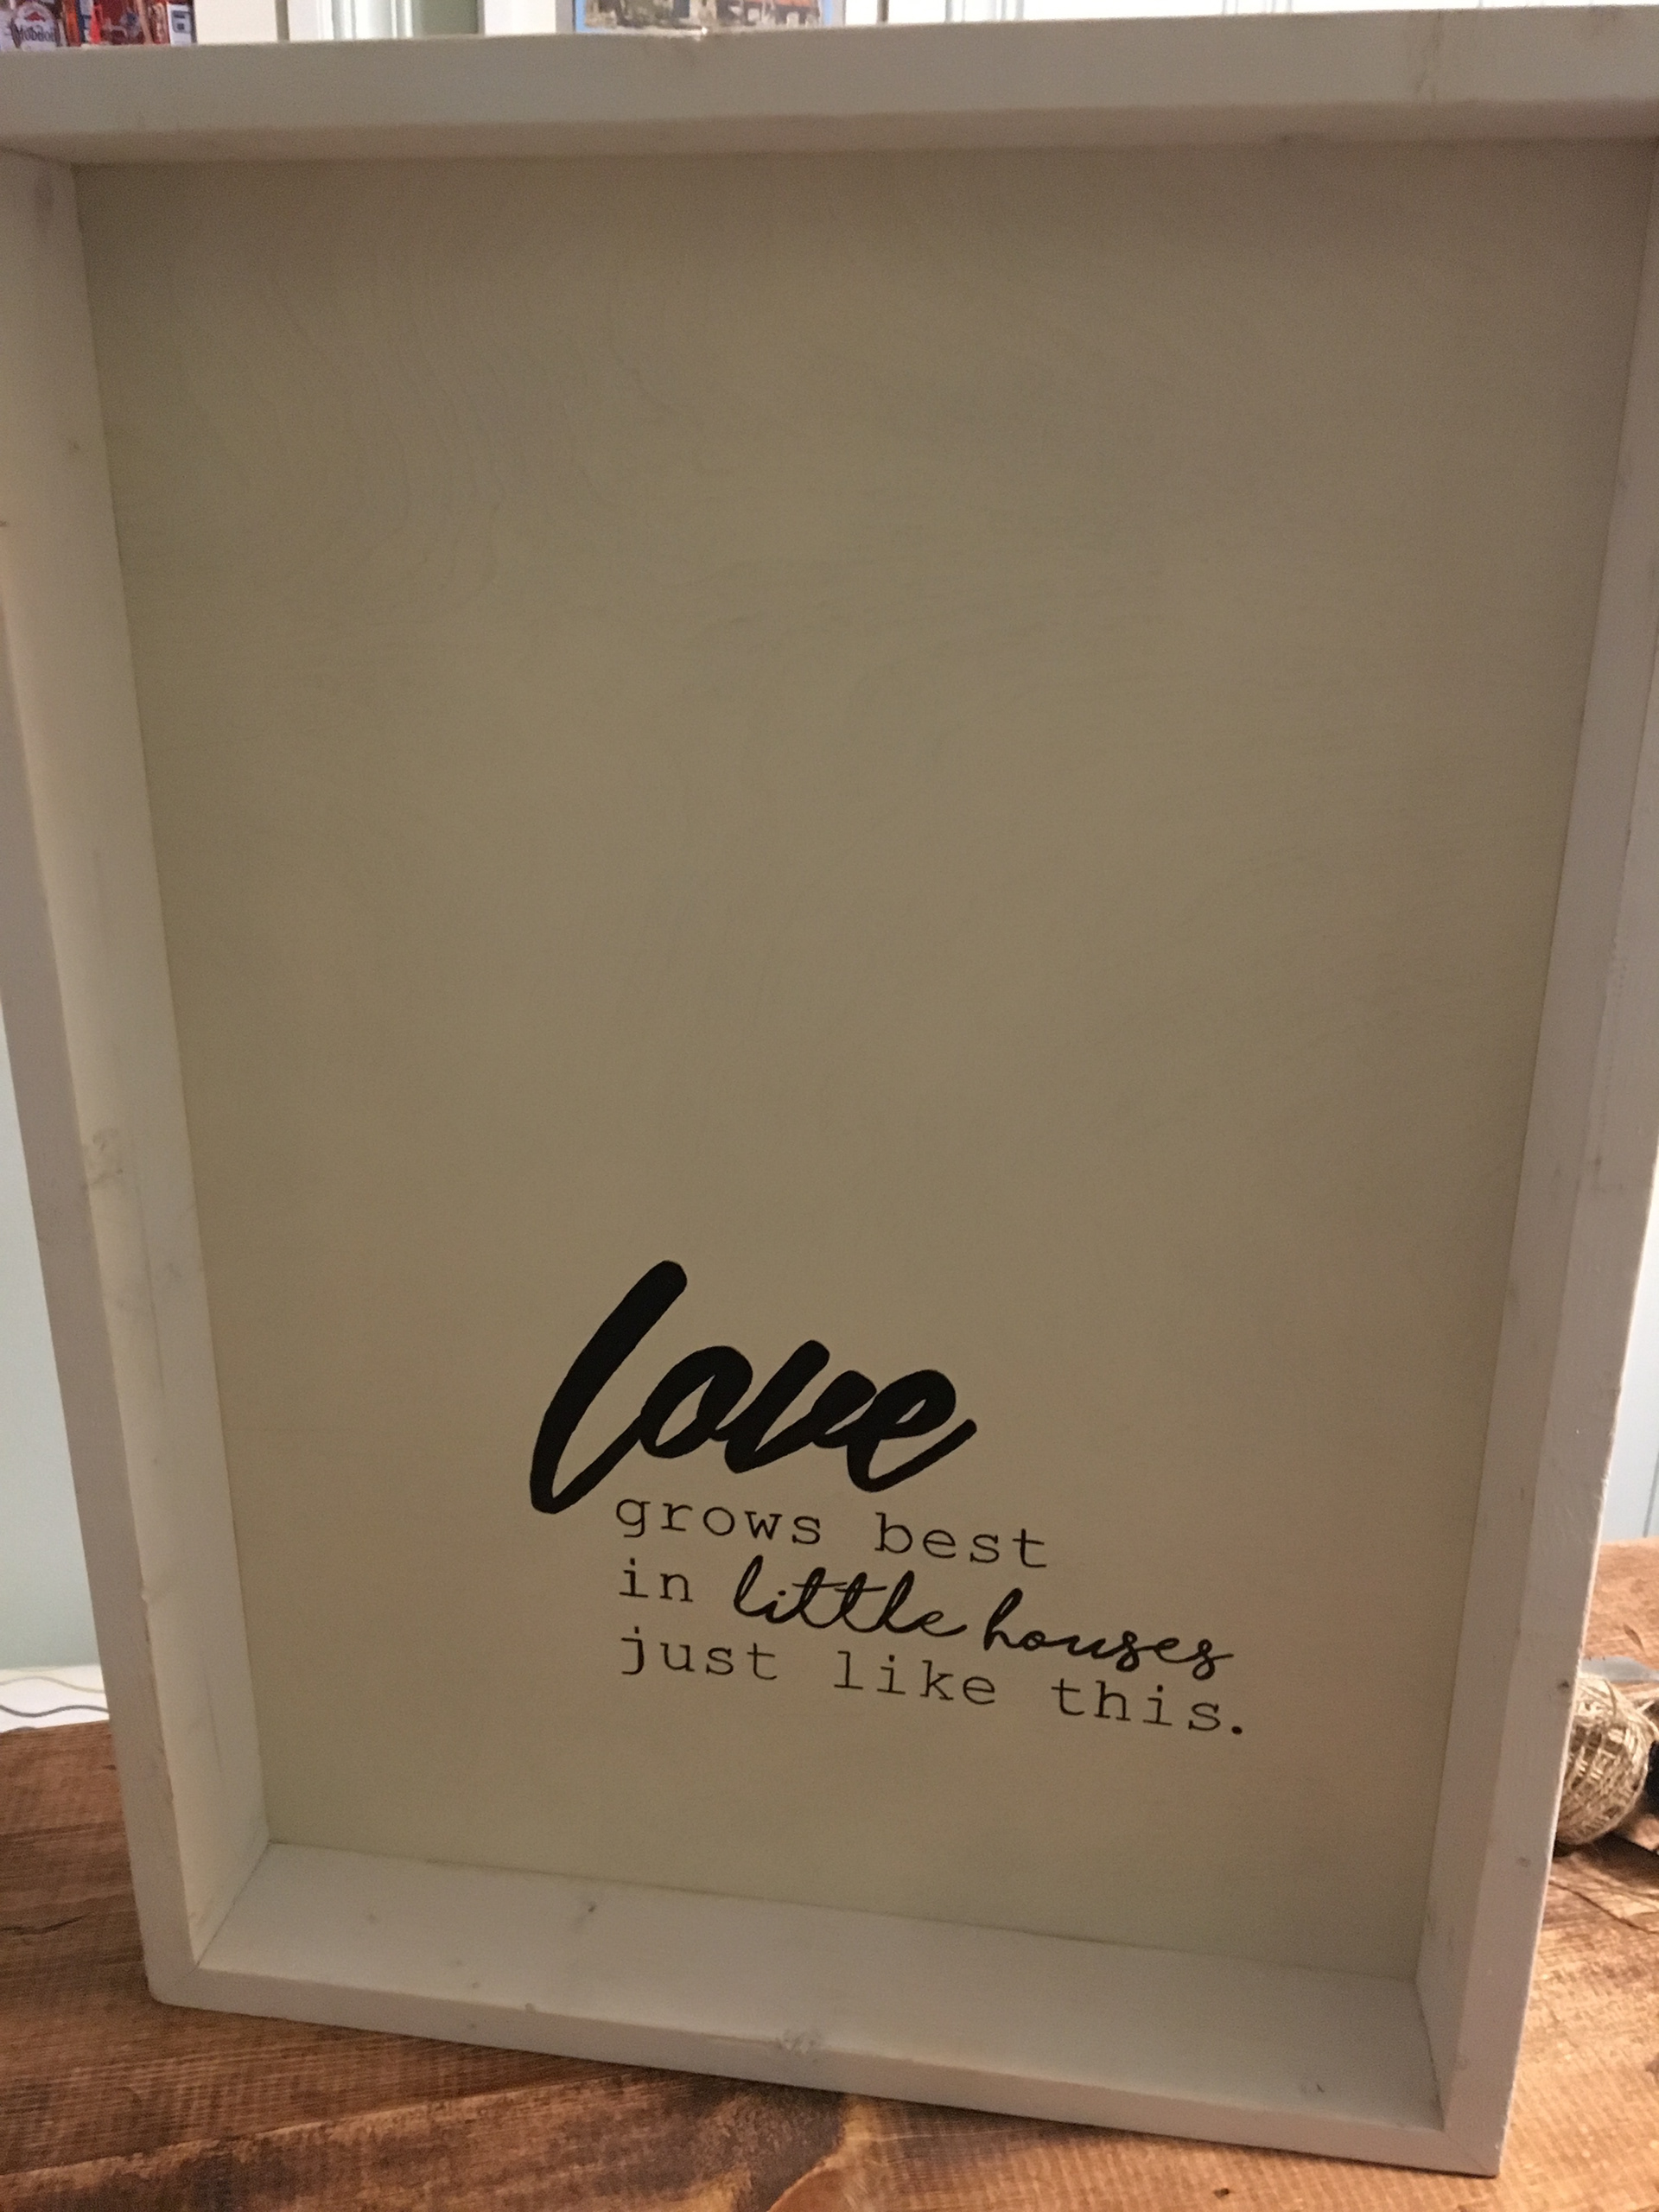 love
grows best
in little houses
just like this.